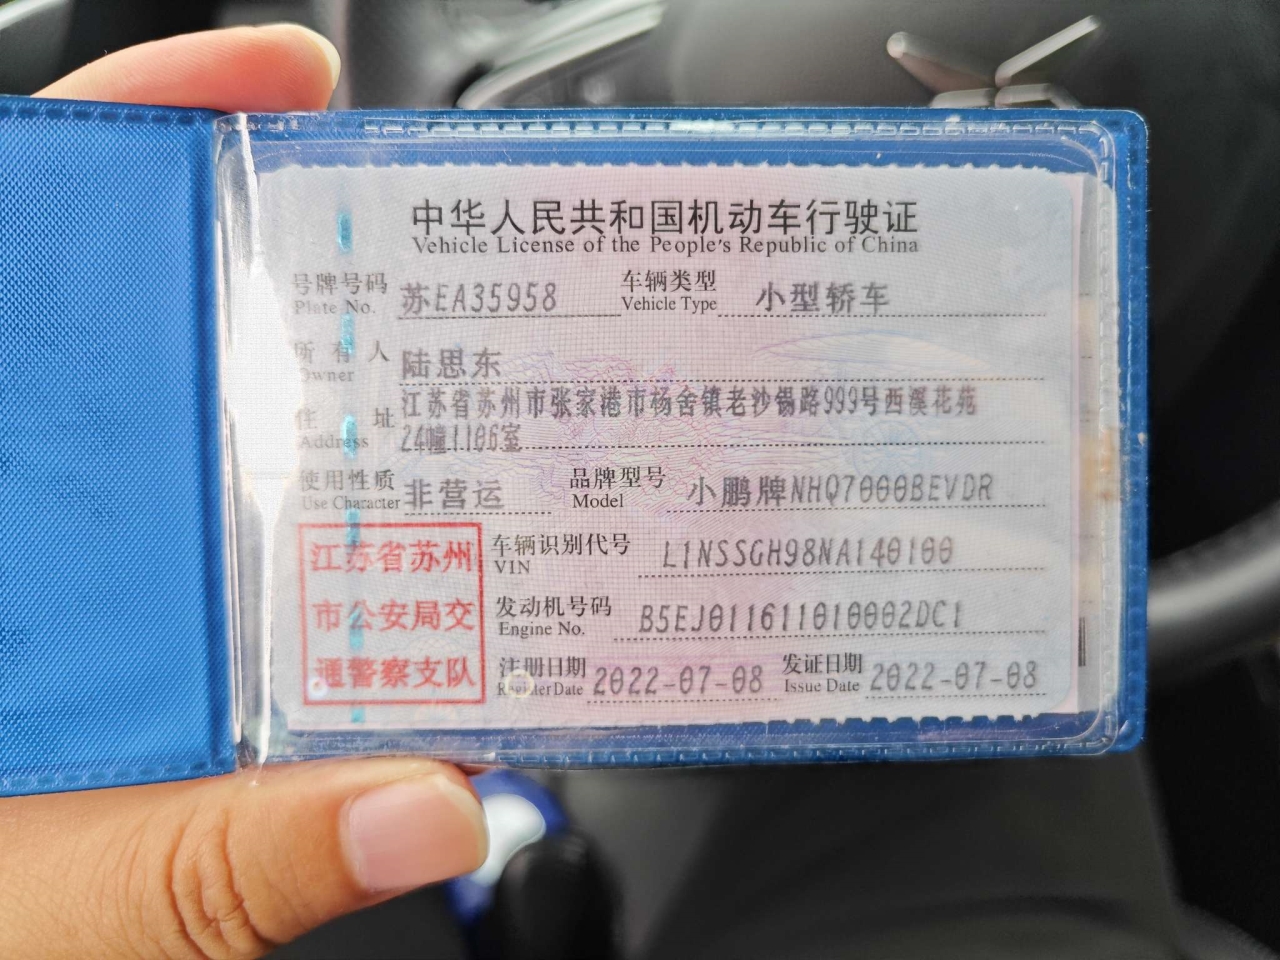 中华人民共和国机动车行驶证
Vehicle License of the People's Republic of China
号牌号码 苏EA35958 车辆类型 小型轿车
Plate No. Vehicle Type
所有人 陆思东
Owner
住址 江苏省苏州市张家港市杨舍镇老沙锡路999号西溪花苑
Address 24幢1106室
使用性质 非营运 品牌型号 小鹏牌NHQ7000BEVDR
Use Character Model
江苏省苏州
市公安局交
通警察支队
车辆识别代号 L1NSSGH98NA140100
VIN
发动机号码 B5EJ011611010002DC1
Engine No.
注册日期 2022-07-08 发证日期 2022-07-08
Register Date Issue Date